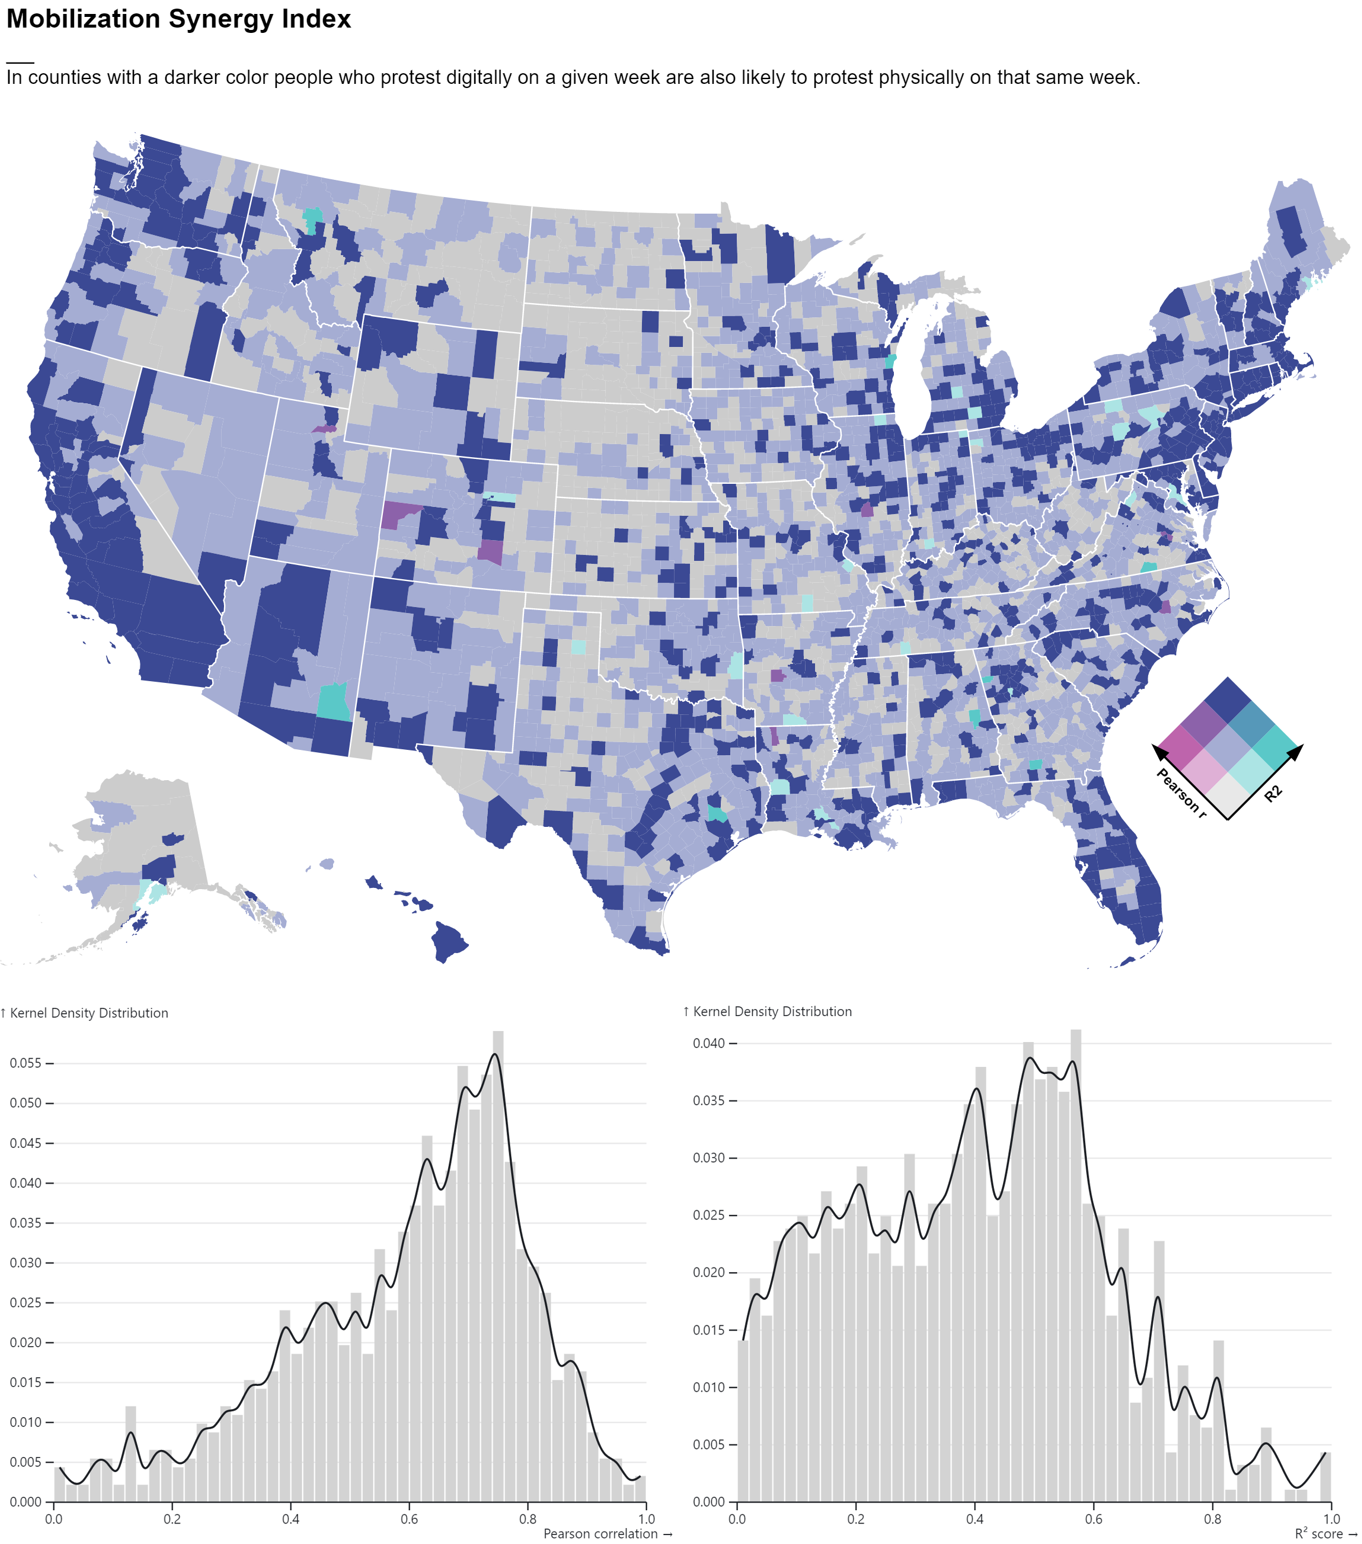 Mobilization Synergy Index
In counties with a darker color people who protest digitally on a given week are also likely to protest physically on that same week.
Pearson r
R2
↑ Kernel Density Distribution
0.055
0.050
0.045
0.040
0.035
0.030
0.025
0.020
0.015
0.010
0.005
0.000
0.0 0.2 0.4 0.6 0.8 1.0
Pearson correlation →
↑ Kernel Density Distribution
0.040
0.035
0.030
0.025
0.020
0.015
0.010
0.005
0.000
0.0 0.2 0.4 0.6 0.8 1.0
R² score →